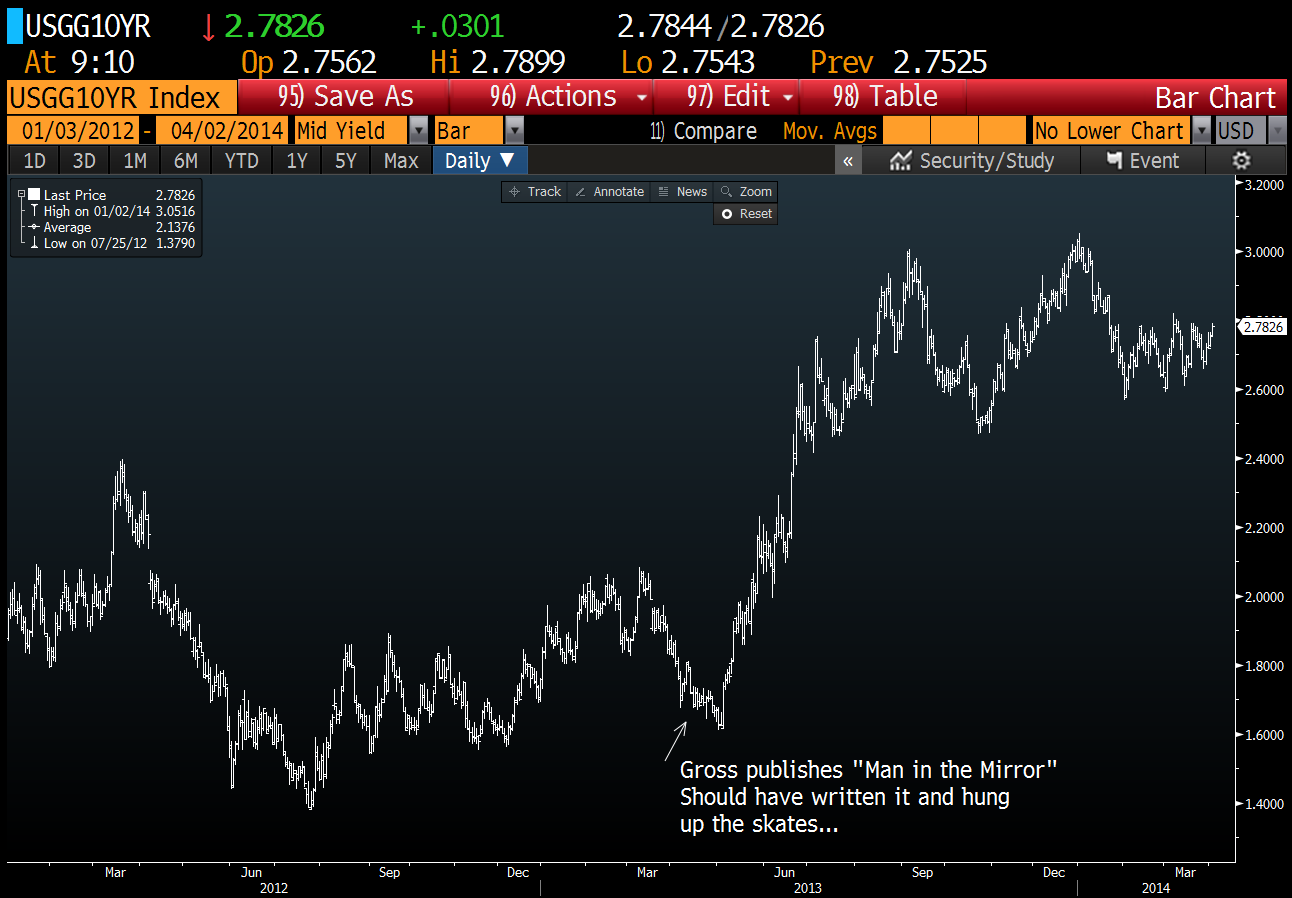 USGG10YR ↓ 2.7826 +.0301 2.7844/2.7826
At 9:10 Op 2.7562 Hi 2.7899 Lo 2.7543 Prev 2.7525
USGG10YR Index 95) Save As 96) Actions 97) Edit 98) Table Bar Chart
01/03/2012 - 04/02/2014 Mid Yield Bar 11) Compare Mov. Avgs No Lower Chart USD
1D 3D 1M 6M YTD 1Y 5Y Max Daily ▼ « Security/Study Event
Track Annotate News Zoom
Reset
Last Price 2.7826
High on 01/02/14 3.0516
Average 2.1376
Low on 07/25/12 1.3790
3.2000
3.0000
2.7826
2.6000
2.4000
2.2000
2.0000
1.8000
1.6000
1.4000
Gross publishes "Man in the Mirror"
Should have written it and hung
up the skates...
Mar Jun Sep Dec Mar Jun Sep Dec Mar
2012 2013 2014